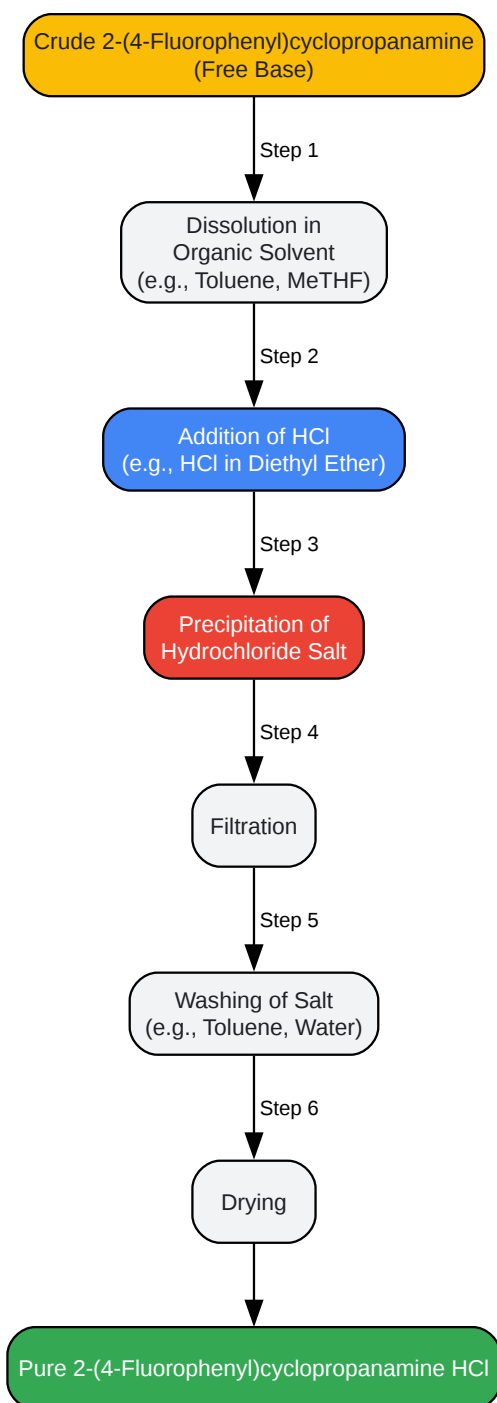 Crude 2-(4-Fluorophenyl)cyclopropanamine
(Free Base)
Step 1
Dissolution in
Organic Solvent
(e.g., Toluene, MeTHF)
Step 2
Addition of HCl
(e.g., HCl in Diethyl Ether)
Step 3
Precipitation of
Hydrochloride Salt
Step 4
Filtration
Step 5
Washing of Salt
(e.g., Toluene, Water)
Step 6
Drying
Pure 2-(4-Fluorophenyl)cyclopropanamine HCl